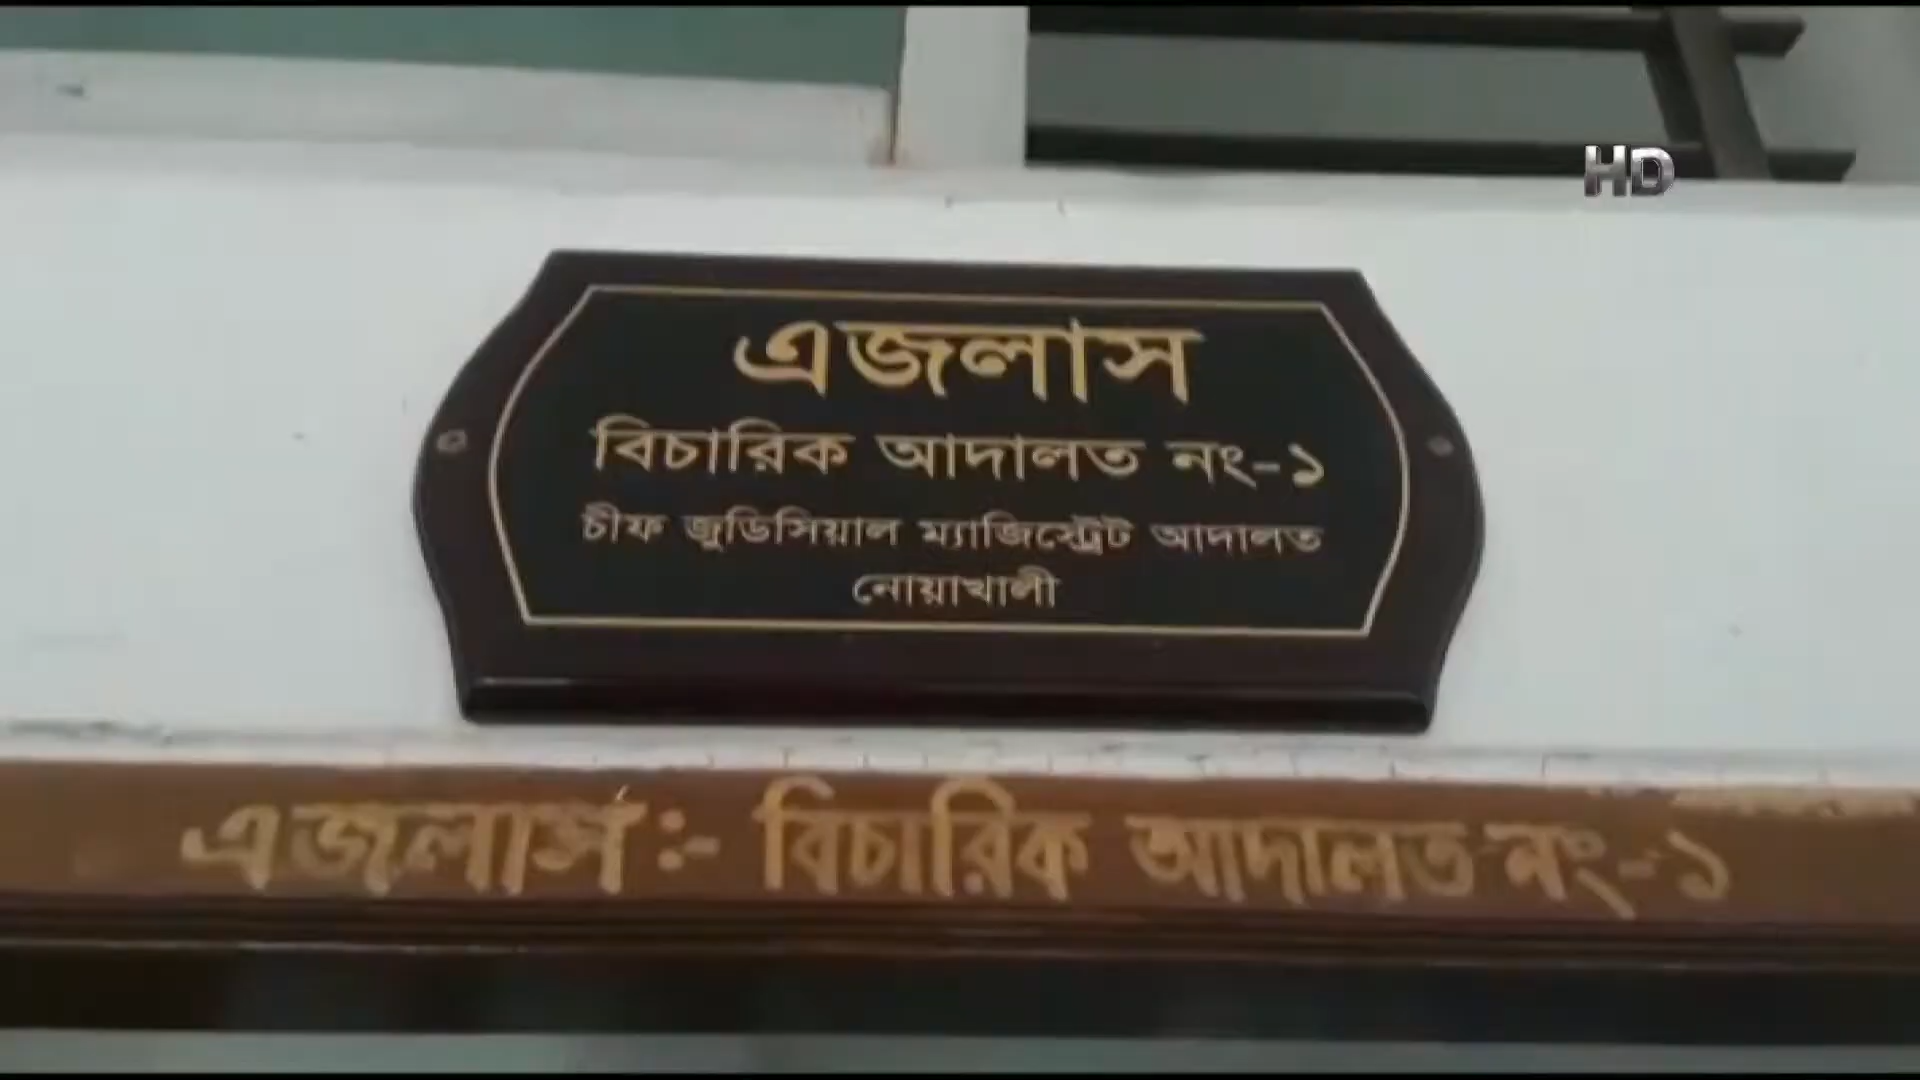 HD
এজলাস
বিচারিক আদালত নং-১
চীফ জুডিসিয়াল ম্যাজিস্ট্রেট আদালত
নোয়াখালী
এজলাস:- বিচারিক আদালত নং-১